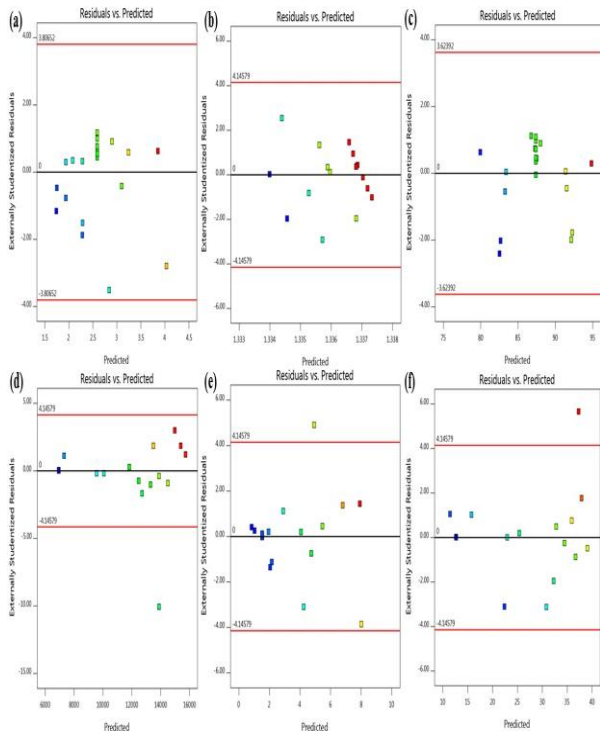 (a) Residuals vs. Predicted
Externally Studentized Residuals
4.00
2.00
0.00
-2.00
-4.00
3.80652
0
-3.80652
1.5 2 2.5 3 3.5 4 4.5
Predicted
(b) Residuals vs. Predicted
Externally Studentized Residuals
6.00
4.00
2.00
0.00
-2.00
-4.00
-6.00
4.14579
0
-4.14579
1.333 1.334 1.335 1.336 1.337 1.338
Predicted
(c) Residuals vs. Predicted
Externally Studentized Residuals
4.00
2.00
0.00
-2.00
-4.00
3.62392
0
-3.62392
75 80 85 90 95
Predicted
(d) Residuals vs. Predicted
Externally Studentized Residuals
5.00
0.00
-5.00
-10.00
-15.00
4.14579
0
-4.14579
6000 8000 10000 12000 14000 16000
Predicted
(e) Residuals vs. Predicted
Externally Studentized Residuals
6.00
4.00
2.00
0.00
-2.00
-4.00
-6.00
4.14579
0
-4.14579
0 2 4 6 8 10
Predicted
(f) Residuals vs. Predicted
Externally Studentized Residuals
6.00
4.00
2.00
0.00
-2.00
-4.00
-6.00
4.14579
0
-4.14579
10 15 20 25 30 35 40
Predicted